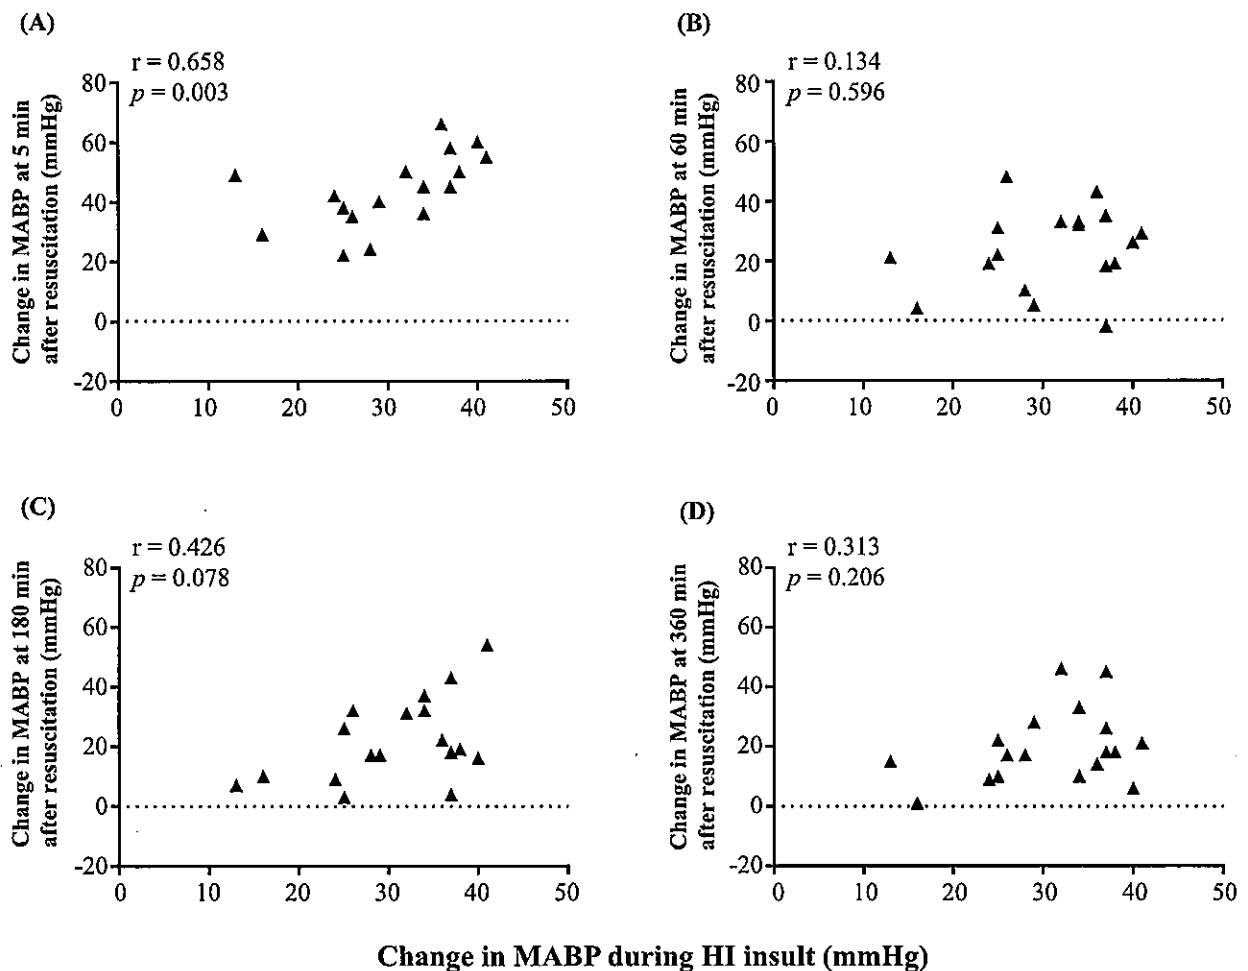 (A)
r = 0.658
p = 0.003
Change in MABP at 5 min
after resuscitation (mmHg)
80
60
40
20
0
-20
0 10 20 30 40 50
(B)
r = 0.134
p = 0.596
Change in MABP at 60 min
after resuscitation (mmHg)
80
60
40
20
0
-20
0 10 20 30 40 50
(C)
r = 0.426
p = 0.078
Change in MABP at 180 min
after resuscitation (mmHg)
80
60
40
20
0
-20
0 10 20 30 40 50
(D)
r = 0.313
p = 0.206
Change in MABP at 360 min
after resuscitation (mmHg)
80
60
40
20
0
-20
0 10 20 30 40 50
Change in MABP during HI insult (mmHg)